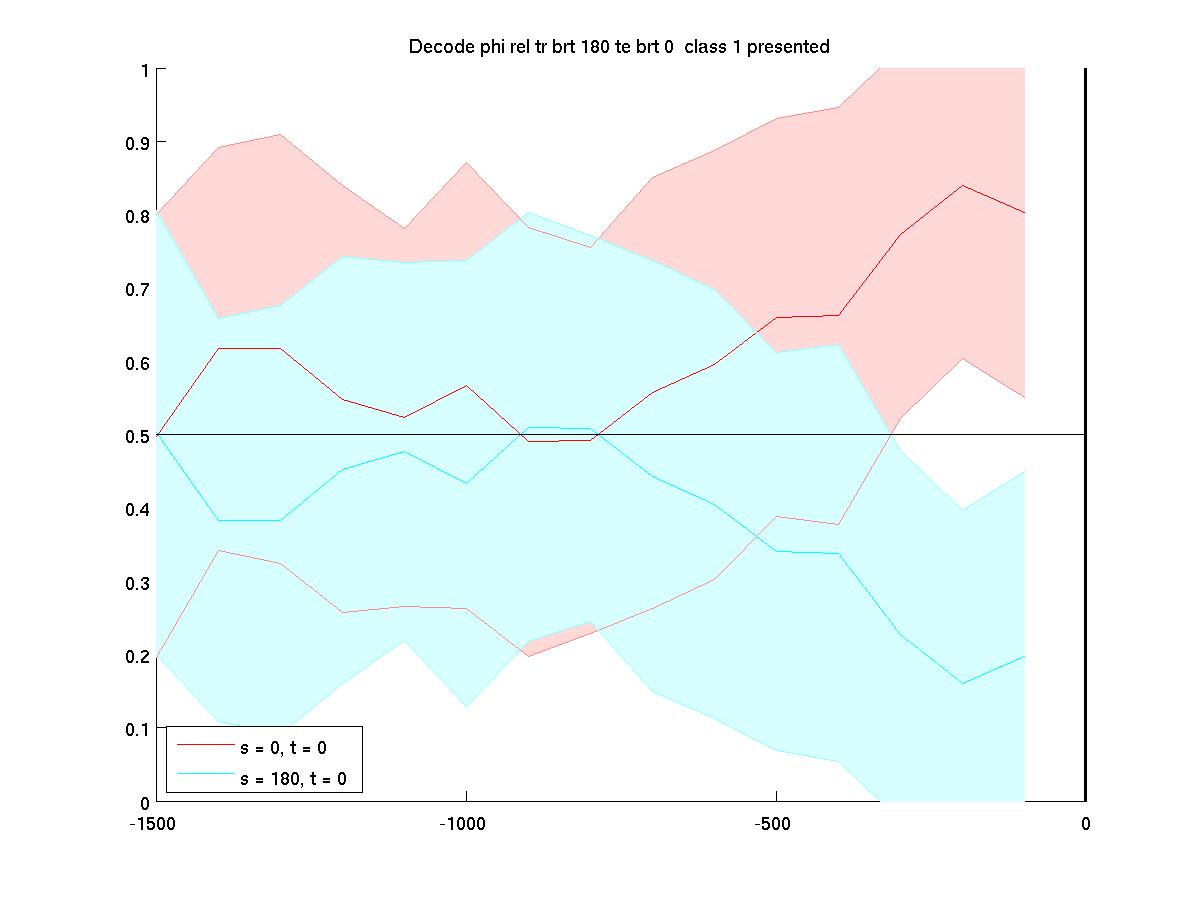 Decode phi rel tr brt 180 te brt 0  class 1 presented
1
0.9
0.8
0.7
0.6
0.5
0.4
0.3
0.2
0.1
0
s = 0, t = 0
s = 180, t = 0
-1500 -1000 -500 0